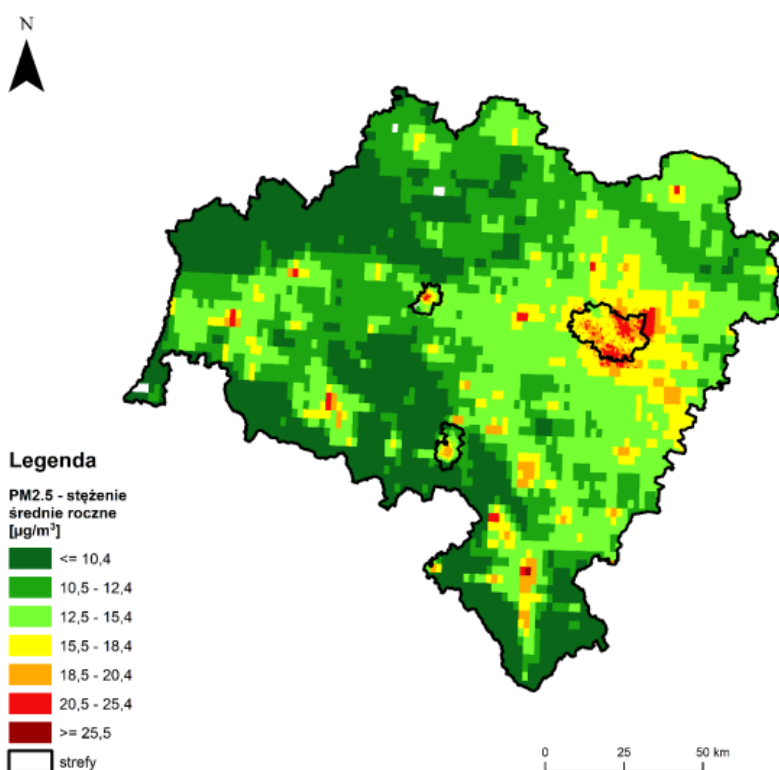 N
Legenda
PM2.5 - stężenie
średnie roczne
[µg/m³]
<= 10,4
10,5 - 12,4
12,5 - 15,4
15,5 - 18,4
18,5 - 20,4
20,5 - 25,4
>= 25,5
strefy
0 25 50 km